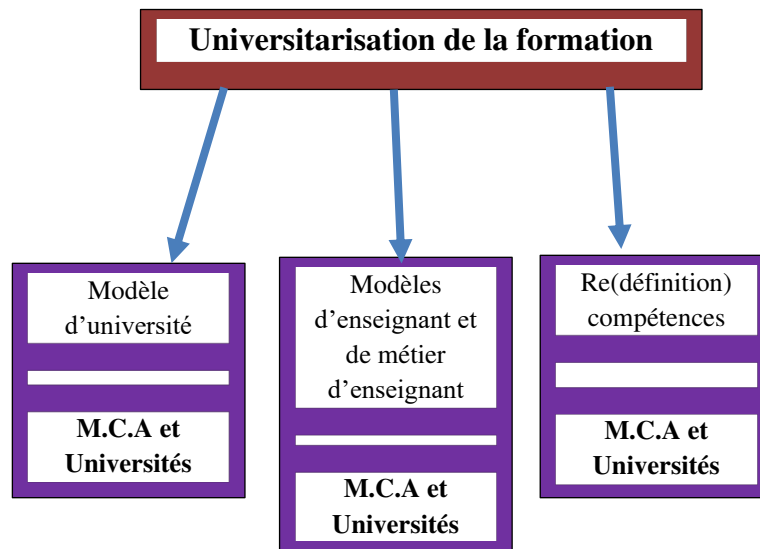 Universitarisation de la formation
Modèle
d'université
M.C.A et
Universités
Modèles
d'enseignant et
de métier
d'enseignant
M.C.A et
Universités
Re(définition)
compétences
M.C.A et
Universités